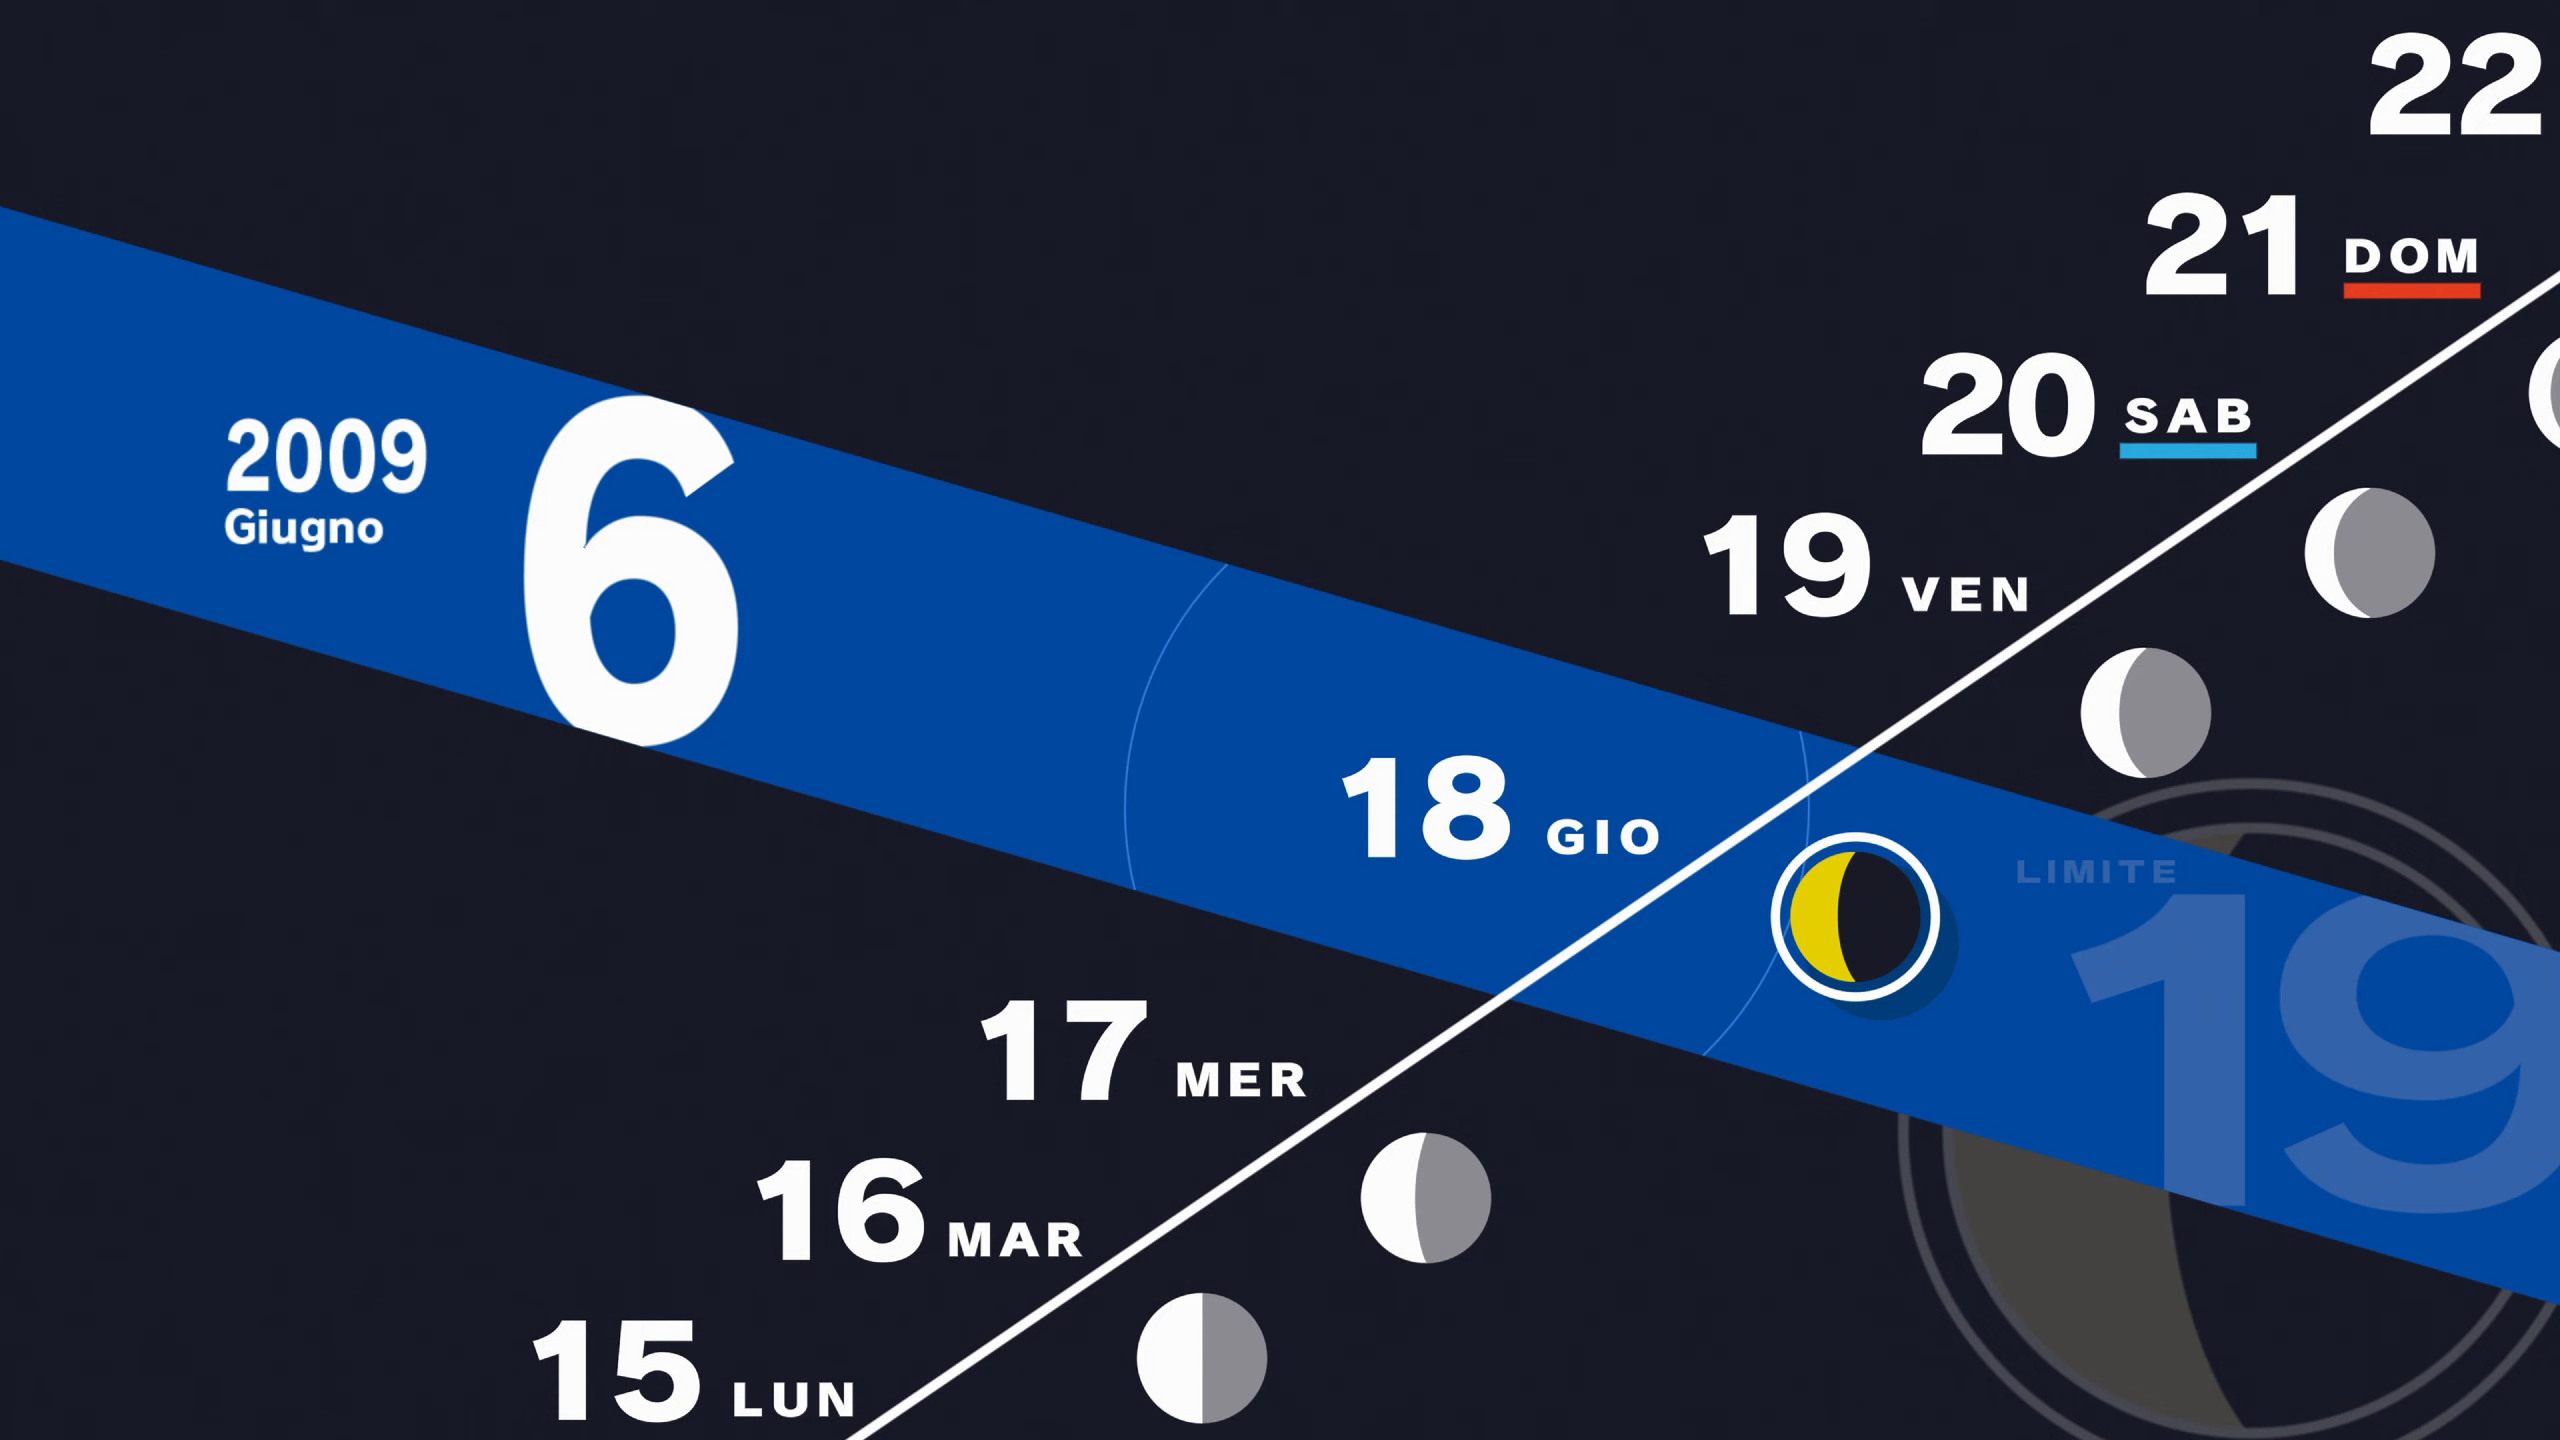 22
21 DOM
20 SAB
19 VEN
2009
Giugno
6
18 GIO
LIMITE
19
17 MER
16 MAR
15 LUN